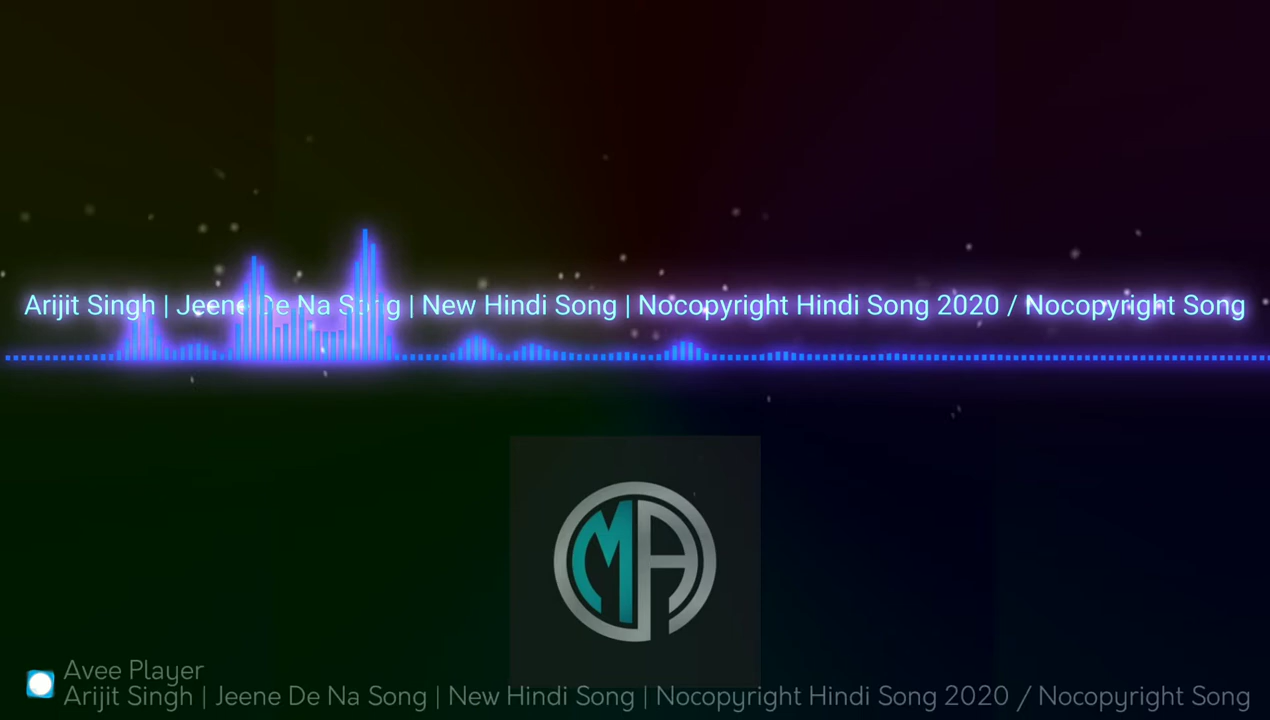 Arijit Singh | Jeene De Na Song | New Hindi Song | Nocopyright Hindi Song 2020 / Nocopyright Song
MA
Avee Player
Arijit Singh | Jeene De Na Song | New Hindi Song | Nocopyright Hindi Song 2020 / Nocopyright Song